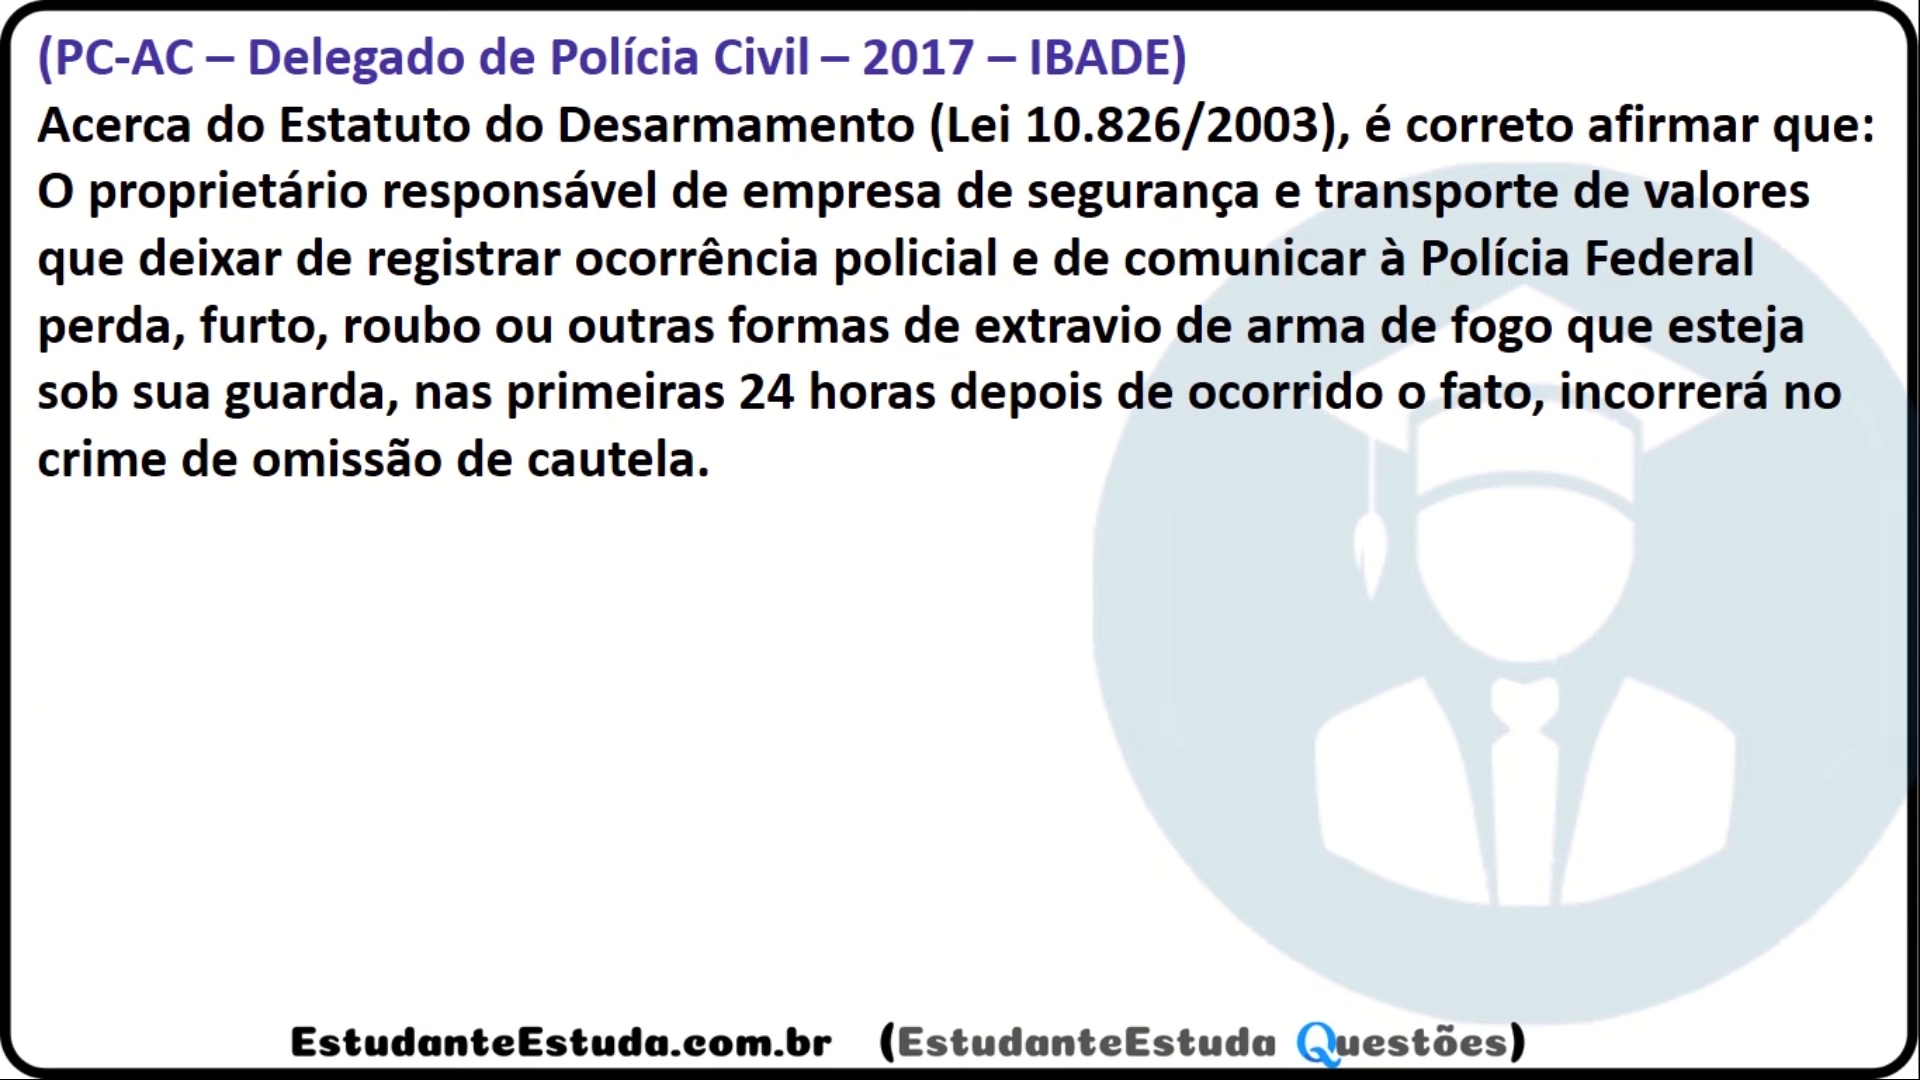 (PC-AC – Delegado de Polícia Civil – 2017 – IBADE)
Acerca do Estatuto do Desarmamento (Lei 10.826/2003), é correto afirmar que:
O proprietário responsável de empresa de segurança e transporte de valores
que deixar de registrar ocorrência policial e de comunicar à Polícia Federal
perda, furto, roubo ou outras formas de extravio de arma de fogo que esteja
sob sua guarda, nas primeiras 24 horas depois de ocorrido o fato, incorrerá no
crime de omissão de cautela.
EstudanteEstuda.com.br (EstudanteEstuda Questões)